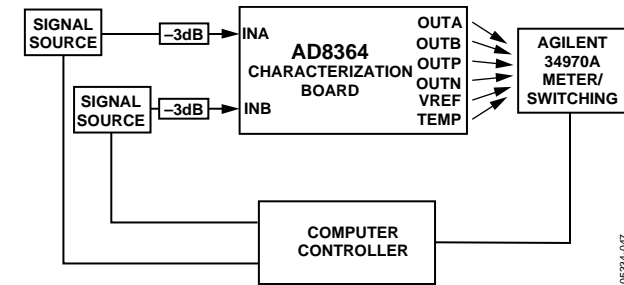 SIGNAL
SOURCE
–3dB
INA
SIGNAL
SOURCE
–3dB
INB
AD8364
CHARACTERIZATION
BOARD
OUTA
OUTB
OUTP
OUTN
VREF
TEMP
AGILENT
34970A
METER/
SWITCHING
COMPUTER
CONTROLLER
05334-047